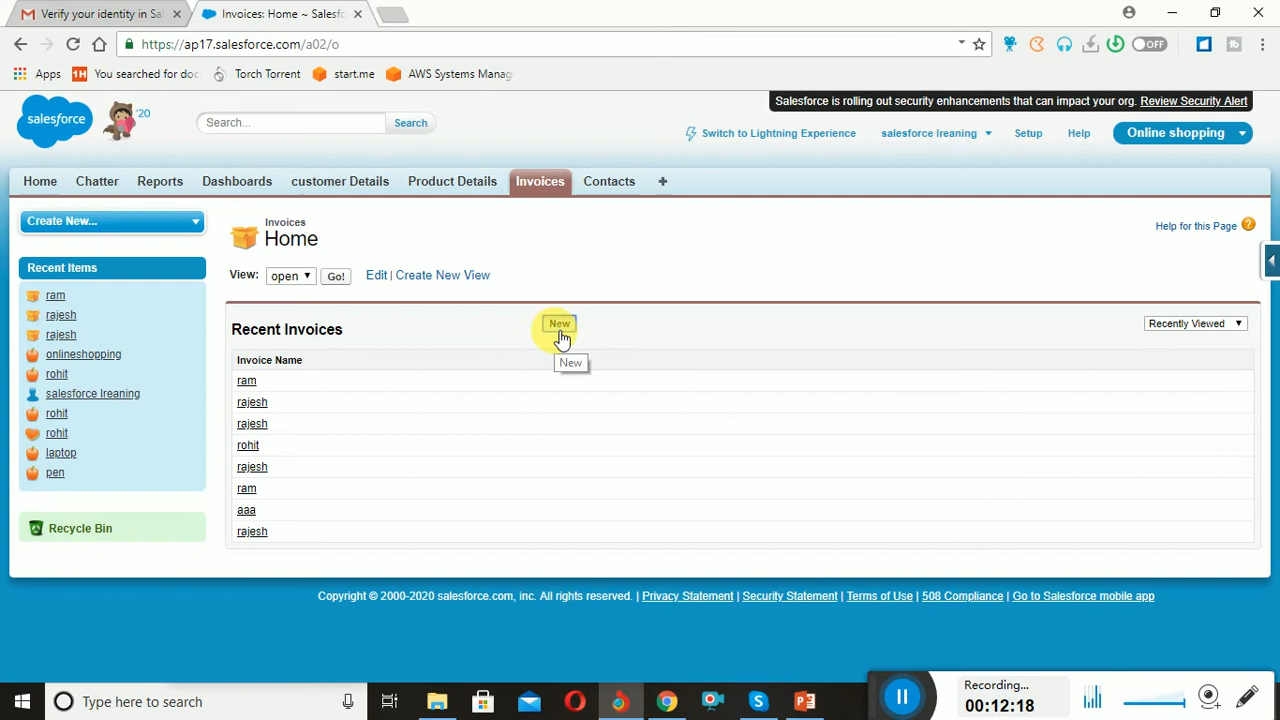 Verify your identity in Sal
Invoices: Home ~ Salesfo
https://ap17.salesforce.com/a02/o
OFF
Apps
You searched for doc
Torch Torrent
start.me
AWS Systems Manag
Salesforce is rolling out security enhancements that can impact your org. Review Security Alert
salesforce
'20
Search...
Search
Switch to Lightning Experience
salesforce lreaning
Setup
Help
Online shopping
Home
Chatter
Reports
Dashboards
customer Details
Product Details
Invoices
Contacts
Create New...
Invoices
Home
Help for this Page
Recent Items
View:
open
Go!
Edit | Create New View
ram
rajesh
rajesh
onlineshopping
rohit
salesforce lreaning
rohit
rohit
laptop
pen
Recent Invoices
New
Recently Viewed
New
Invoice Name
ram
rajesh
rajesh
rohit
rajesh
ram
aaa
rajesh
Recycle Bin
Copyright © 2000-2020 salesforce.com, inc. All rights reserved. | Privacy Statement | Security Statement | Terms of Use | 508 Compliance | Go to Salesforce mobile app
Type here to search
Recording...
00:12:18